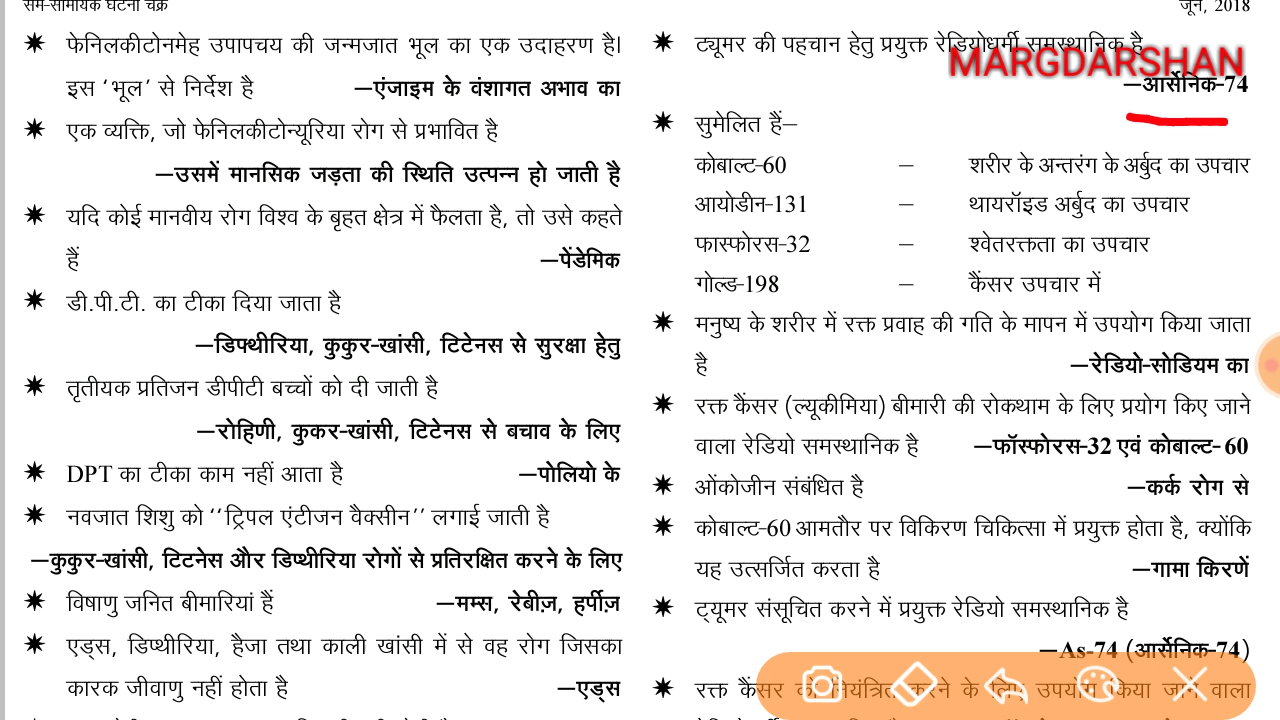 सम-सामयिक घटना चक्र
जून, 2018
✷ फेनिलकीटोनमेह उपापचय की जन्मजात भूल का एक उदाहरण है।
इस ‘भूल’ से निर्देश है —एंजाइम के वंशागत अभाव का
✷ एक व्यक्ति, जो फेनिलकीटोन्यूरिया रोग से प्रभावित है
—उसमें मानसिक जड़ता की स्थिति उत्पन्न हो जाती है
✷ यदि कोई मानवीय रोग विश्व के बृहत क्षेत्र में फैलता है, तो उसे कहते
हैं —पेंडेमिक
✷ डी.पी.टी. का टीका दिया जाता है
—डिफ्थीरिया, कुकुर-खांसी, टिटेनस से सुरक्षा हेतु
✷ तृतीयक प्रतिजन डीपीटी बच्चों को दी जाती है
—रोहिणी, कुकर-खांसी, टिटेनस से बचाव के लिए
✷ DPT का टीका काम नहीं आता है —पोलियो के
✷ नवजात शिशु को ‘‘ट्रिपल एंटीजन वैक्सीन’’ लगाई जाती है
—कुकुर-खांसी, टिटनेस और डिप्थीरिया रोगों से प्रतिरक्षित करने के लिए
✷ विषाणु जनित बीमारियां हैं —मम्स, रेबीज़, हर्पीज़
✷ एड्स, डिप्थीरिया, हैजा तथा काली खांसी में से वह रोग जिसका
कारक जीवाणु नहीं होता है —एड्स
✷ ट्यूमर की पहचान हेतु प्रयुक्त रेडियोधर्मी समस्थानिक है
MARGDARSHAN
—आर्सेनिक-74
✷ सुमेलित हैं—
कोबाल्ट-60 – शरीर के अन्तरंग के अर्बुद का उपचार
आयोडीन-131 – थायरॉइड अर्बुद का उपचार
फास्फोरस-32 – श्वेतरक्तता का उपचार
गोल्ड-198 – कैंसर उपचार में
✷ मनुष्य के शरीर में रक्त प्रवाह की गति के मापन में उपयोग किया जाता
है —रेडियो-सोडियम का
✷ रक्त कैंसर (ल्यूकीमिया) बीमारी की रोकथाम के लिए प्रयोग किए जाने
वाला रेडियो समस्थानिक है —फॉस्फोरस-32 एवं कोबाल्ट-60
✷ ओंकोजीन संबंधित है —कर्क रोग से
✷ कोबाल्ट-60 आमतौर पर विकिरण चिकित्सा में प्रयुक्त होता है, क्योंकि
यह उत्सर्जित करता है —गामा किरणें
✷ ट्यूमर संसूचित करने में प्रयुक्त रेडियो समस्थानिक है
—As-74 (आर्सेनिक-74)
✷ रक्त कैंसर को नियंत्रित करने के लिए उपयोग किया जाने वाला